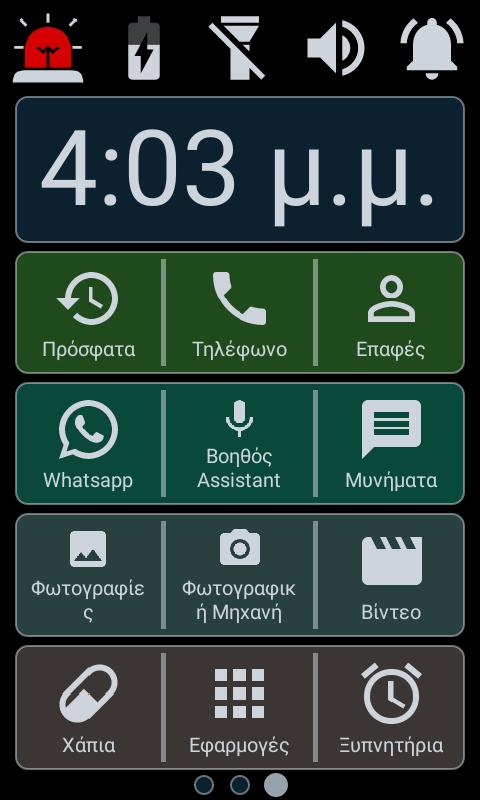 4:03 μ.μ.
Πρόσφατα
Τηλέφωνο
Επαφές
Whatsapp
Βοηθός
Assistant
Μυνήματα
Φωτογραφίε
ς
Φωτογραφικ
ή Μηχανή
Βίντεο
Χάπια
Εφαρμογές
Ξυπνητήρια